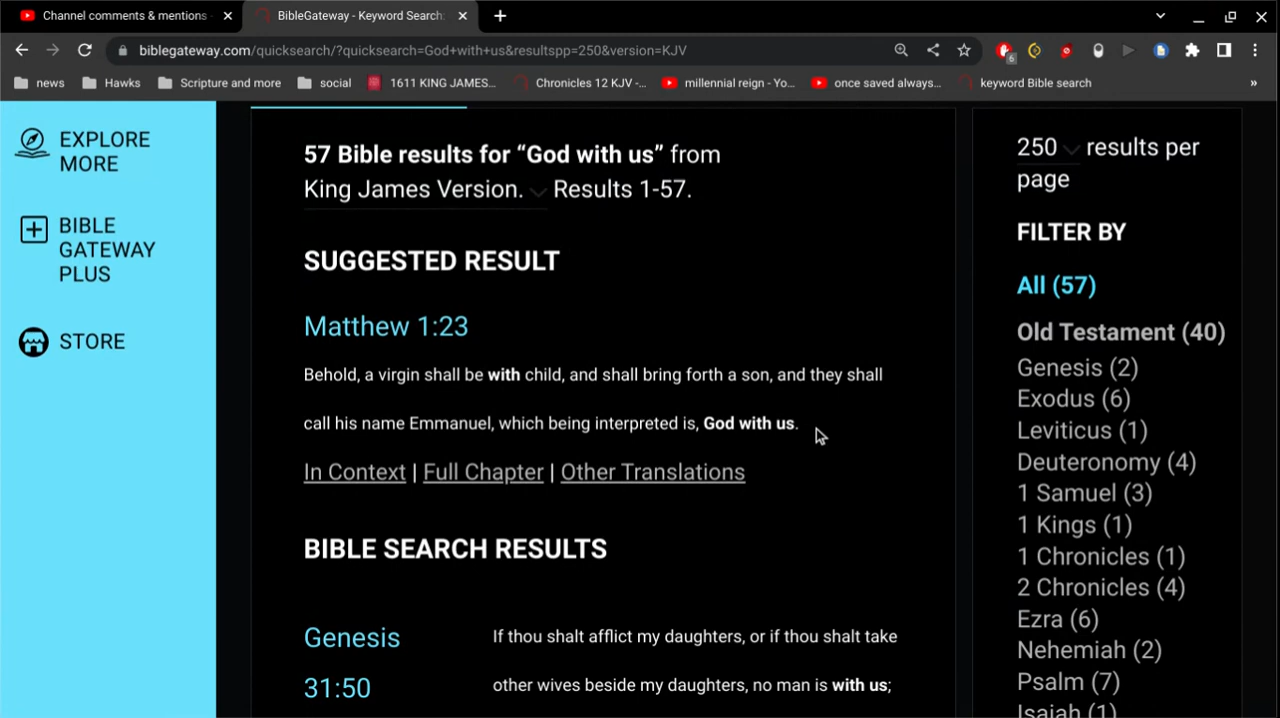 Channel comments & mentions
BibleGateway - Keyword Search:
biblegateway.com/quicksearch/?quicksearch=God+with+us&resultspp=250&version=KJV
6
news
Hawks
Scripture and more
social
1611 KING JAMES...
Chronicles 12 KJV -...
millennial reign - Yo...
once saved always...
keyword Bible search
»
EXPLORE
MORE
BIBLE
GATEWAY
PLUS
STORE
57 Bible results for “God with us” from
King James Version. Results 1-57.
SUGGESTED RESULT
Matthew 1:23
Behold, a virgin shall be with child, and shall bring forth a son, and they shall
call his name Emmanuel, which being interpreted is, God with us.
In Context | Full Chapter | Other Translations
BIBLE SEARCH RESULTS
Genesis
31:50
If thou shalt afflict my daughters, or if thou shalt take
other wives beside my daughters, no man is with us;
250 results per
page
FILTER BY
All (57)
Old Testament (40)
Genesis (2)
Exodus (6)
Leviticus (1)
Deuteronomy (4)
1 Samuel (3)
1 Kings (1)
1 Chronicles (1)
2 Chronicles (4)
Ezra (6)
Nehemiah (2)
Psalm (7)
Isaiah (1)